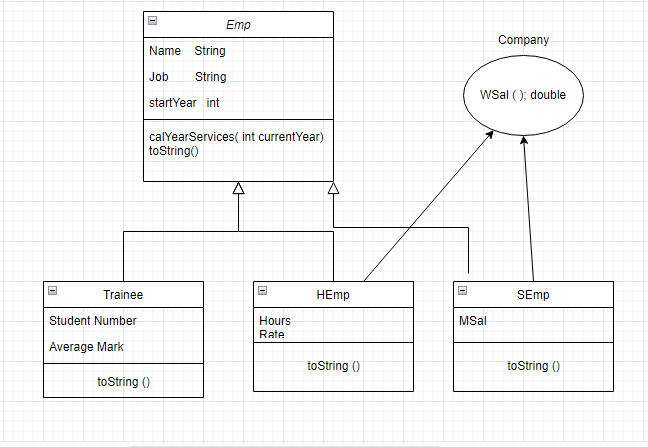 Emp
Name String
Job String
startYear int
calYearServices( int currentYear)
toString()
Company
WSal ( ); double
Trainee
Student Number
Average Mark
toString ()
HEmp
Hours
Rate
toString ()
SEmp
MSal
toString ()